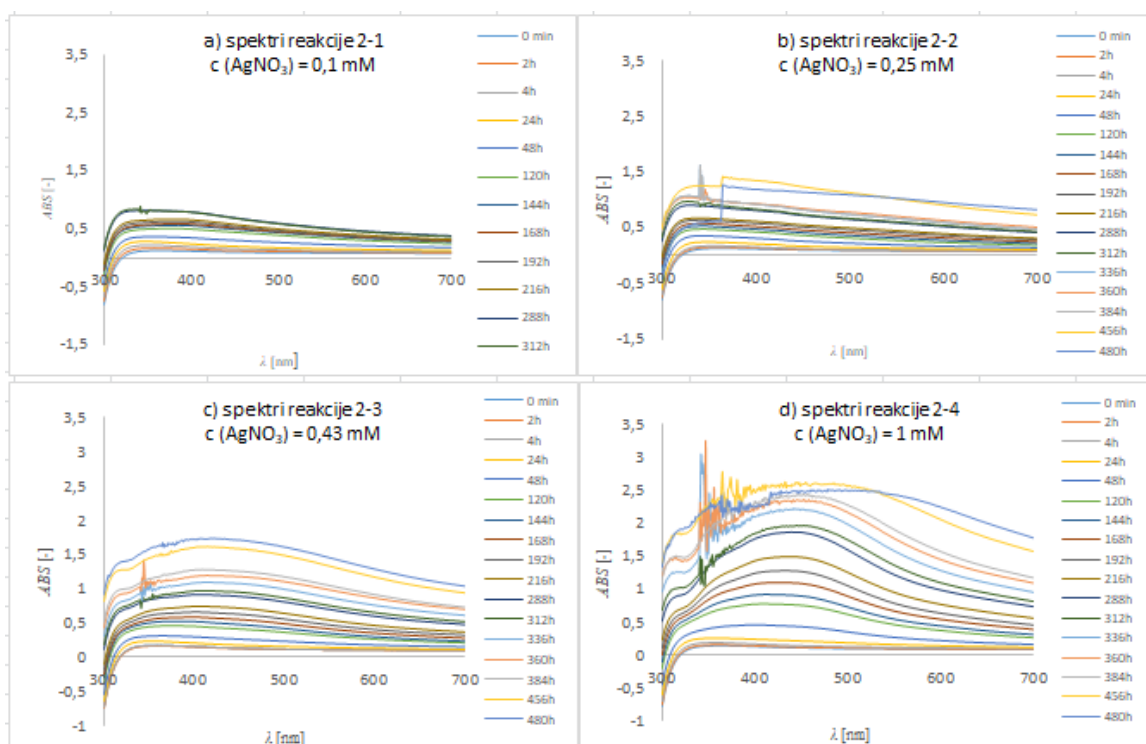 a) spektri reakcije 2-1
c (AgNO₃) = 0,1 mM
3,5
2,5
1,5
0,5
-0,5
-1,5
ABS [-]
300
400
500
600
700
λ [nm]
0 min
2h
4h
24h
48h
120h
144h
168h
192h
216h
288h
312h
b) spektri reakcije 2-2
c (AgNO₃) = 0,25 mM
3,5
2,5
1,5
0,5
-0,5
-1,5
ABS [-]
300
400
500
600
700
λ [nm]
0 min
2h
4h
24h
48h
120h
144h
168h
192h
216h
288h
312h
336h
360h
384h
456h
480h
c) spektri reakcije 2-3
c (AgNO₃) = 0,43 mM
3,5
3
2,5
2
1,5
1
0,5
0
-0,5
-1
ABS [-]
300
400
500
600
700
λ [nm]
0 min
2h
4h
24h
48h
120h
144h
168h
192h
216h
288h
312h
336h
360h
384h
456h
480h
d) spektri reakcije 2-4
c (AgNO₃) = 1 mM
3,5
3
2,5
2
1,5
1
0,5
0
-0,5
-1
ABS [-]
300
400
500
600
700
λ [nm]
0 min
2h
4h
24h
48h
120h
144h
168h
192h
216h
288h
312h
336h
360h
384h
456h
480h